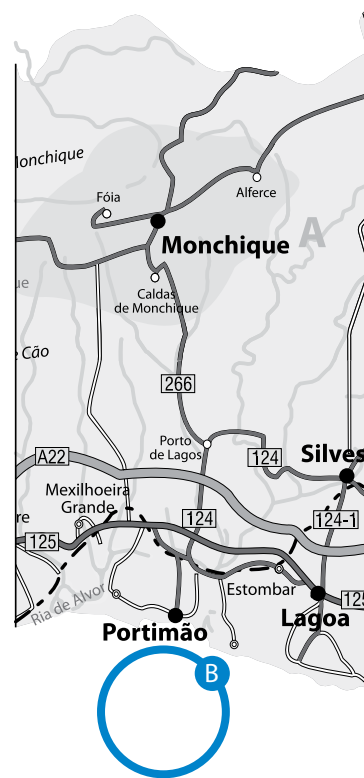 Monchique
Fóia
Alferce
A
Monchique
Caldas
de Monchique
Cão
266
Porto
de Lagos
124
Silves
A22
Mexilhoeira
Grande
124
124-1
125
Estombar
125
Ria de Alvor
Lagoa
Portimão
B